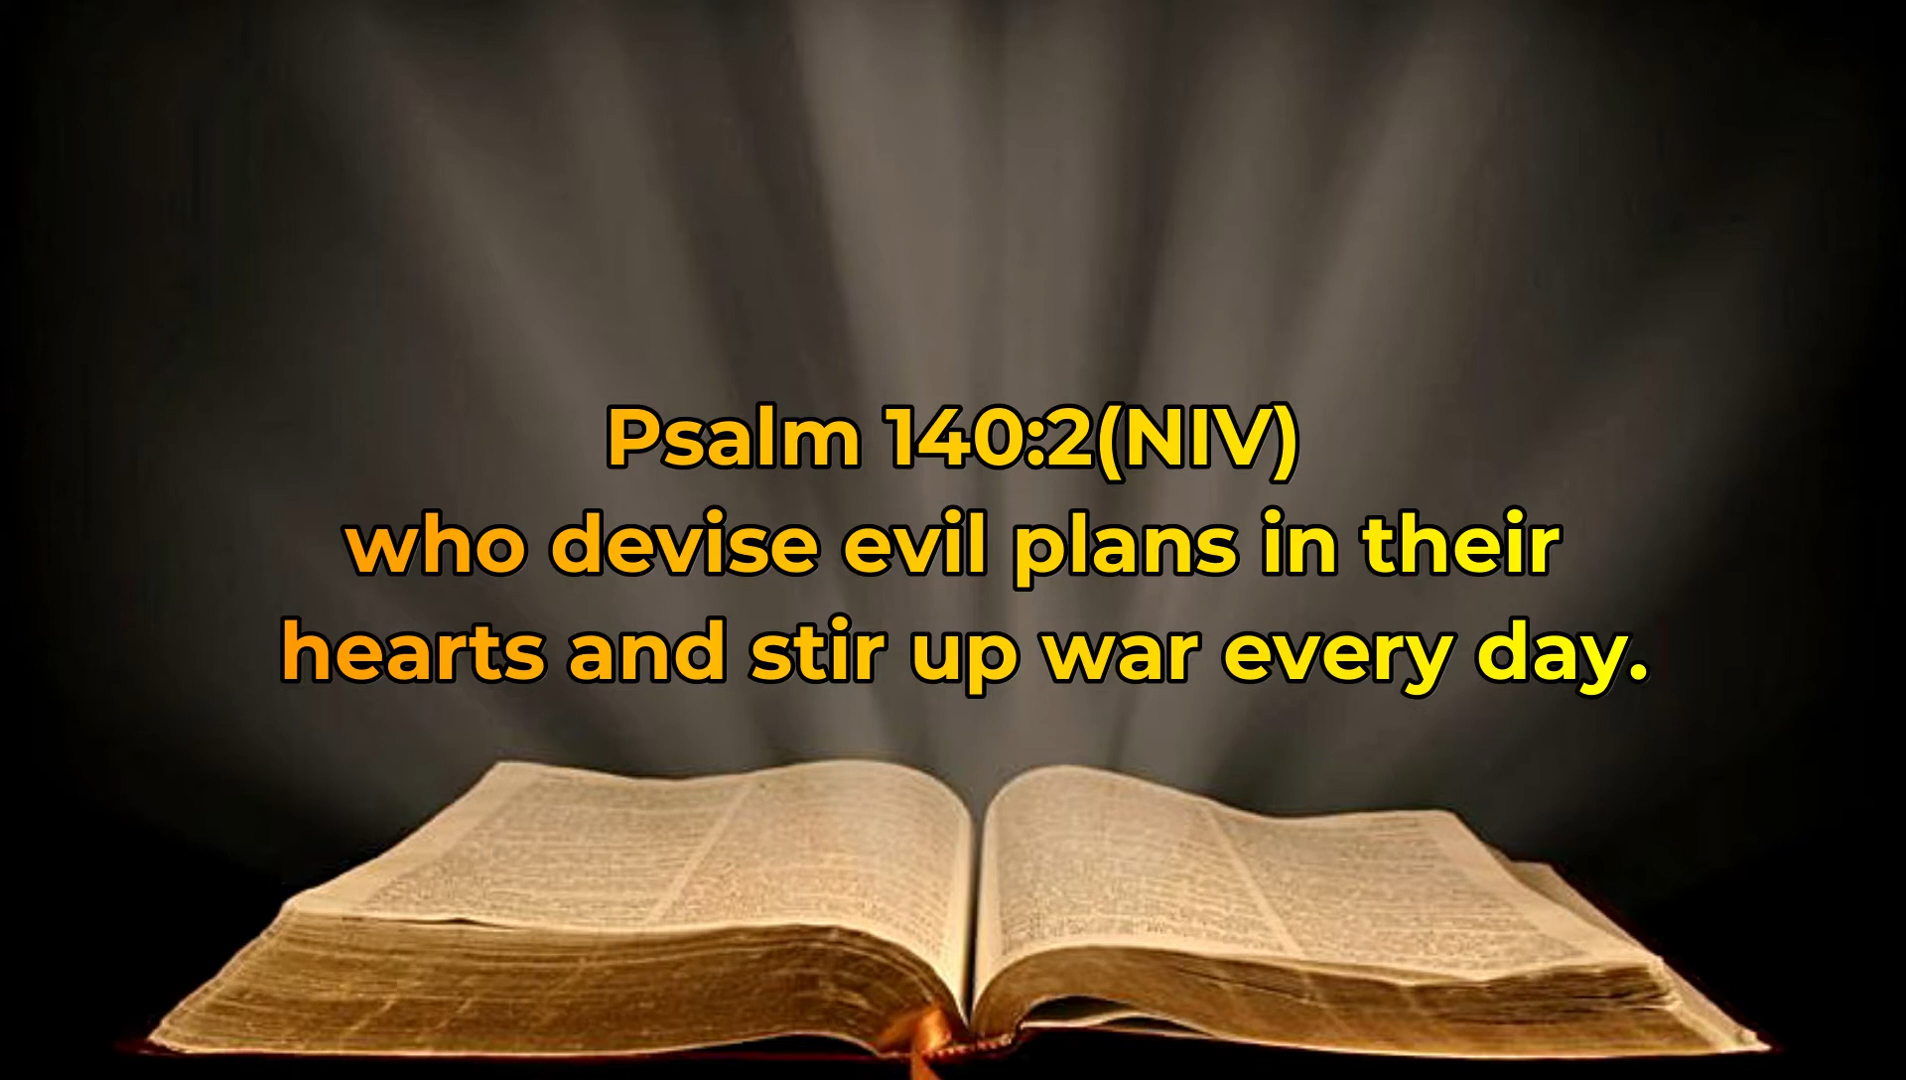 Psalm 140:2(NIV)
who devise evil plans in their
hearts and stir up war every day.